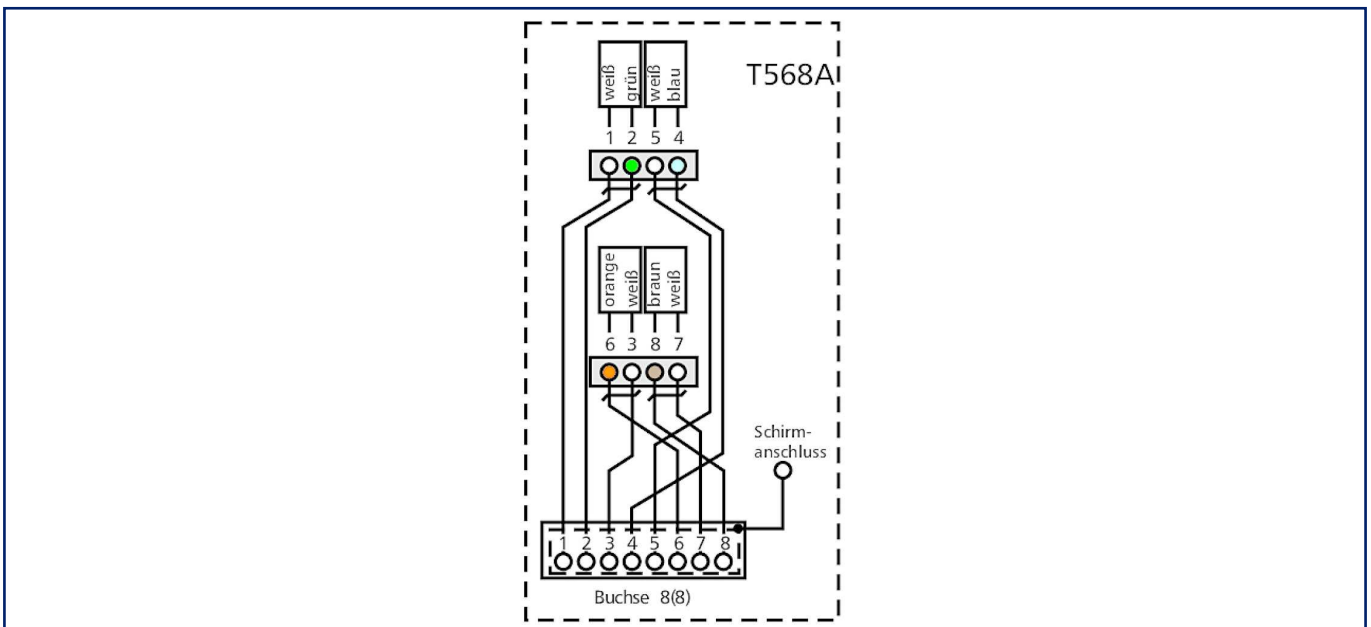 T568A
weiß
grün
weiß
blau
1 2 5 4
orange
weiß
braun
weiß
6 3 8 7
Schirm-
anschluss
1 2 3 4 5 6 7 8
Buchse 8(8)